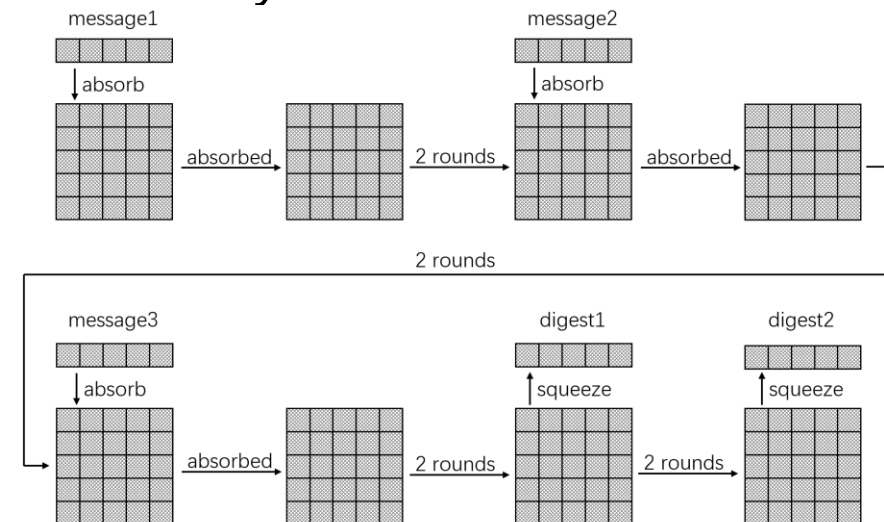 message1
message2
absorb
absorb
absorbed
2 rounds
absorbed
2 rounds
message3
digest1
digest2
absorb
squeeze
squeeze
absorbed
2 rounds
2 rounds